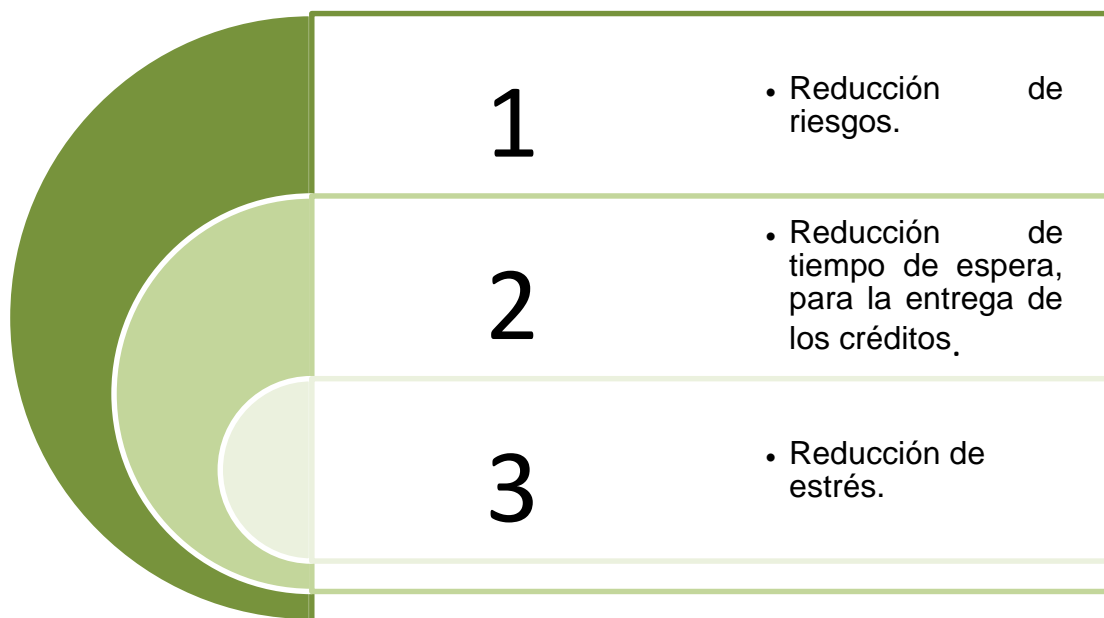 1
• Reducción de
riesgos.
2
• Reducción de
tiempo de espera,
para la entrega de
los créditos.
3
• Reducción de
estrés.